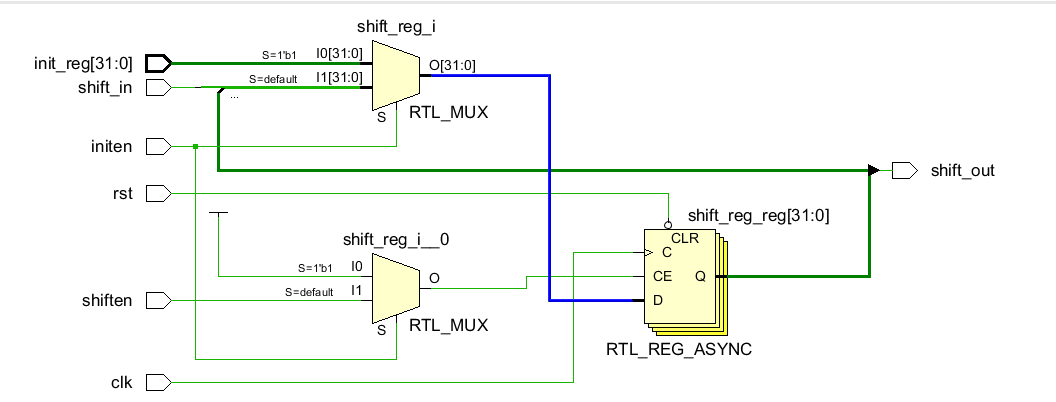 shift_reg_i
init_reg[31:0]
S=1'b1
I0[31:0]
O[31:0]
shift_in
S=default
I1[31:0]
...
S
RTL_MUX
initen
shift_out
rst
shift_reg_reg[31:0]
shift_reg_i__0
CLR
C
S=1'b1
I0
O
CE
Q
shiften
S=default
I1
D
S
RTL_MUX
RTL_REG_ASYNC
clk